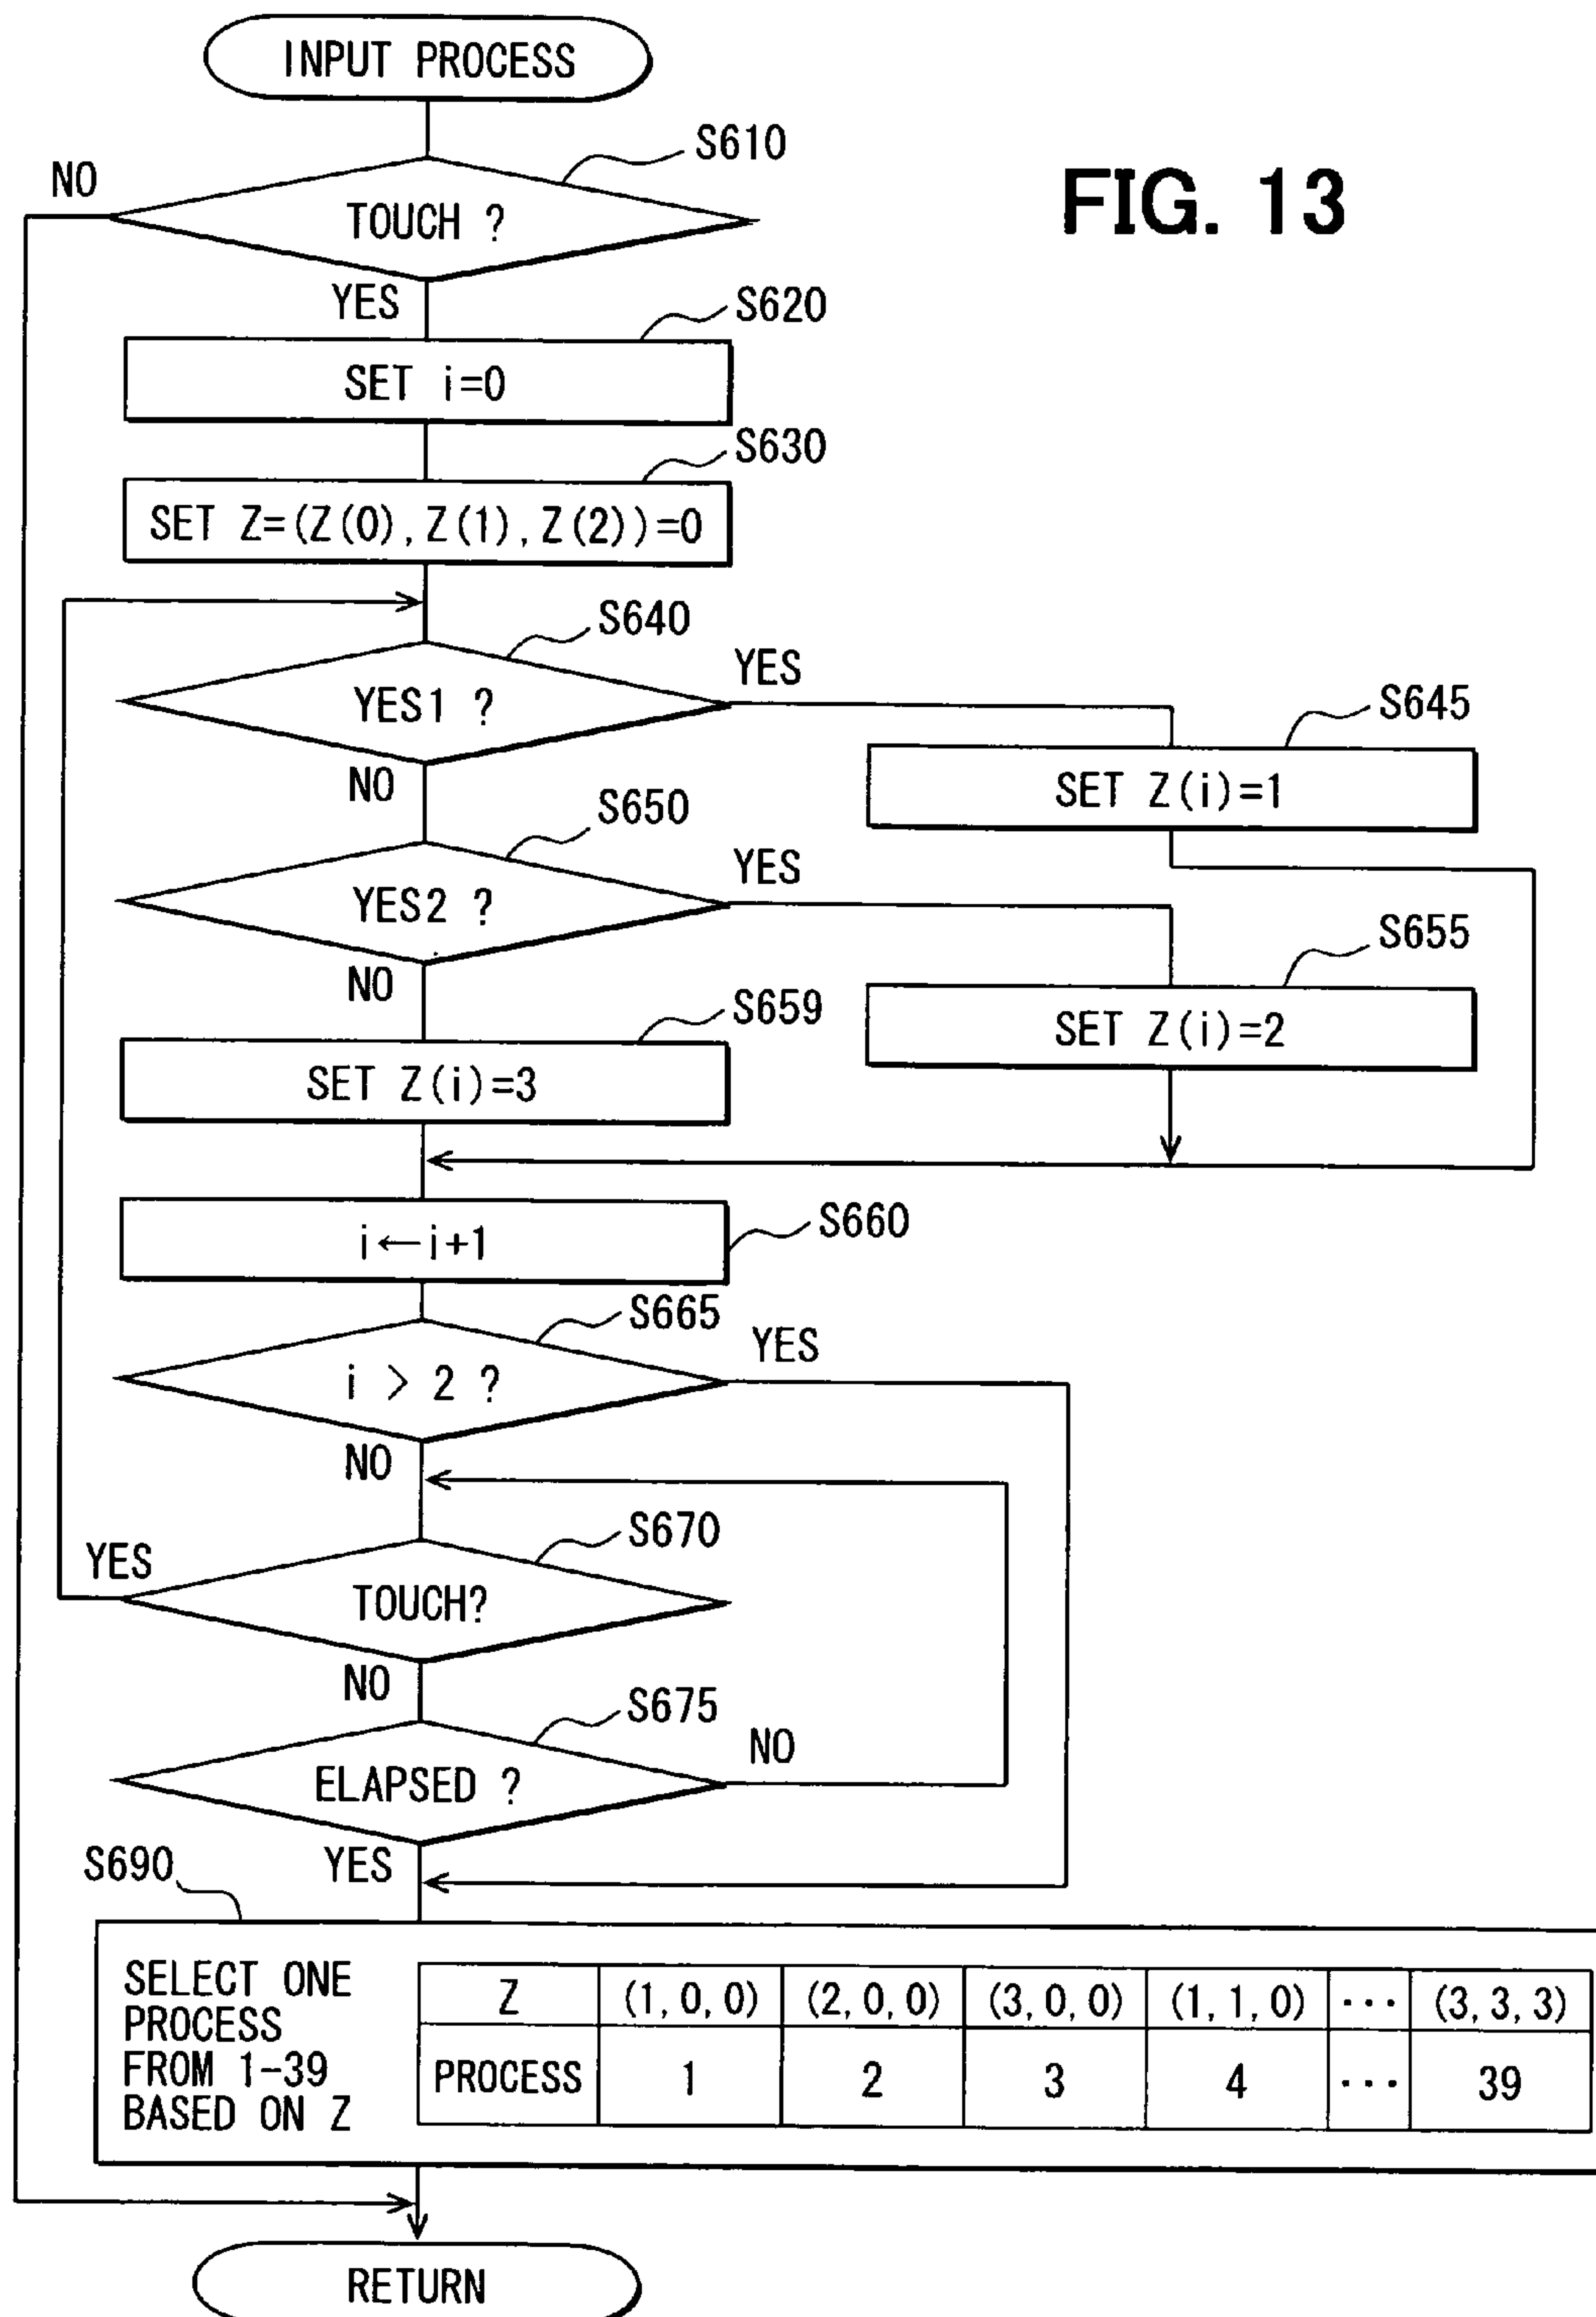 INPUT PROCESS
FIG. 13
S610
NO
TOUCH ?
YES
S620
SET i=0
S630
SET Z=(Z(0), Z(1), Z(2))=0
S640
YES1 ?
YES
NO
S645
SET Z(i)=1
S650
YES2 ?
YES
NO
S655
SET Z(i)=2
S659
SET Z(i)=3
S660
i←i+1
S665
i > 2 ?
YES
NO
S670
YES
TOUCH?
NO
S675
ELAPSED ?
NO
YES
S690
SELECT ONE
PROCESS
FROM 1-39
BASED ON Z
Z (1, 0, 0) (2, 0, 0) (3, 0, 0) (1, 1, 0) ... (3, 3, 3)
PROCESS 1 2 3 4 ... 39
RETURN